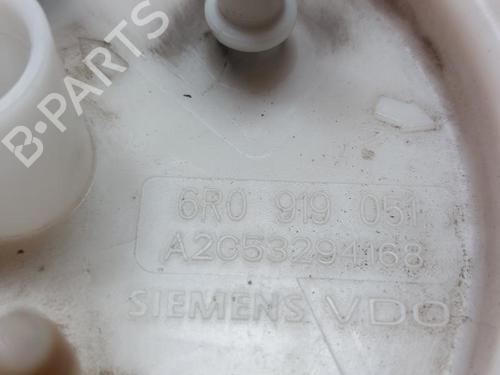 B-PARTS
6R0 919 051
A2C53294168
SIEMENS VDO